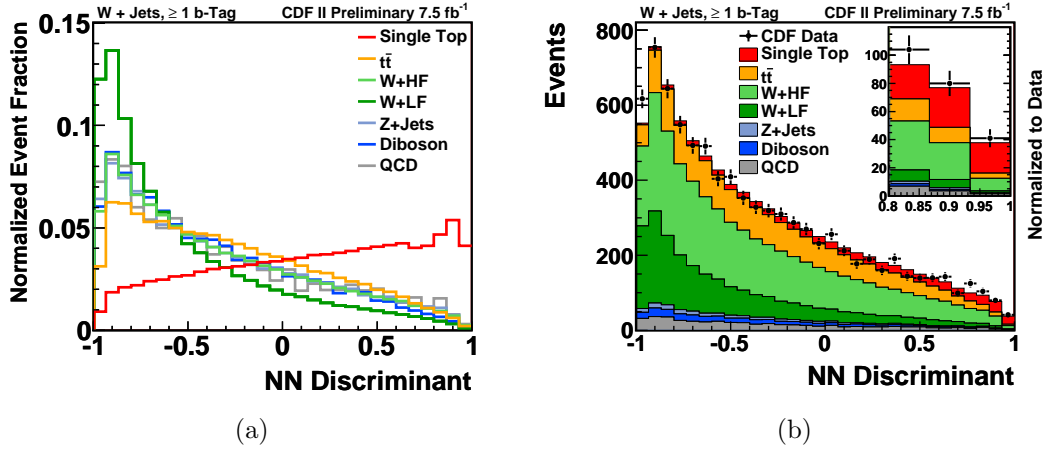 W + Jets, ≥ 1 b-Tag CDF II Preliminary 7.5 fb⁻¹
Normalized Event Fraction
0.15
0.1
0.05
0
Single Top
tt̄
W+HF
W+LF
Z+Jets
Diboson
QCD
-1 -0.5 0 0.5 1
NN Discriminant
(a)
W + Jets, ≥ 1 b-Tag CDF II Preliminary 7.5 fb⁻¹
Events
800
600
400
200
0
CDF Data
Single Top
tt̄
W+HF
W+LF
Z+Jets
Diboson
QCD
100
80
60
40
20
0
0.8 0.85 0.9 0.95 1
Normalized to Data
-1 -0.5 0 0.5 1
NN Discriminant
(b)